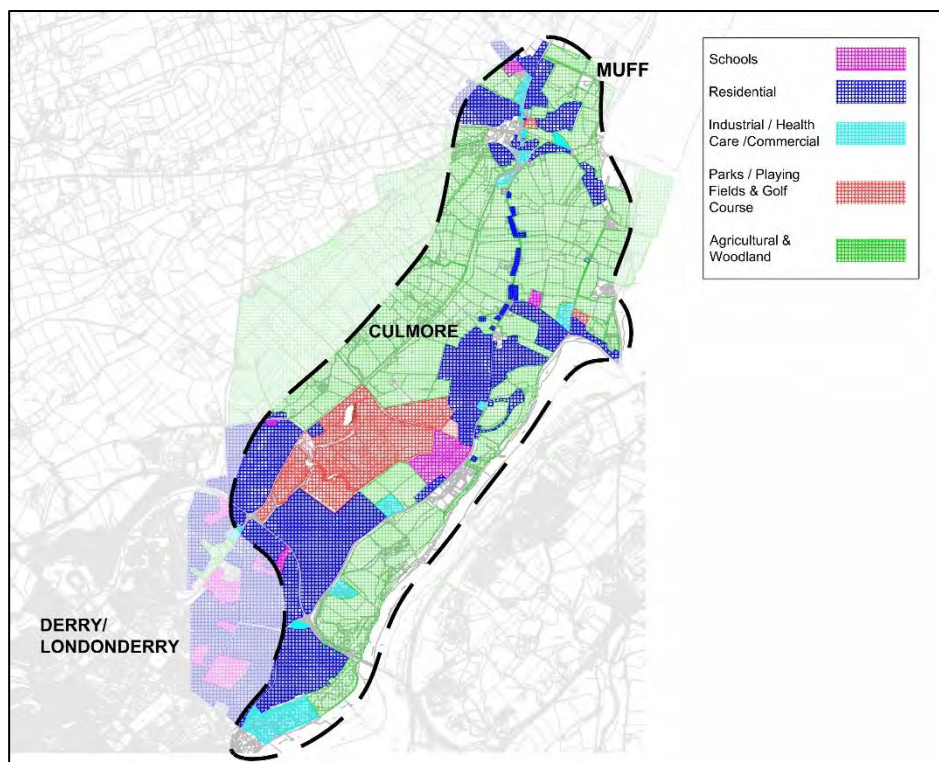 MUFF
CULMORE
DERRY/
LONDONDERRY
Schools
Residential
Industrial / Health
Care /Commercial
Parks / Playing
Fields & Golf
Course
Agricultural &
Woodland